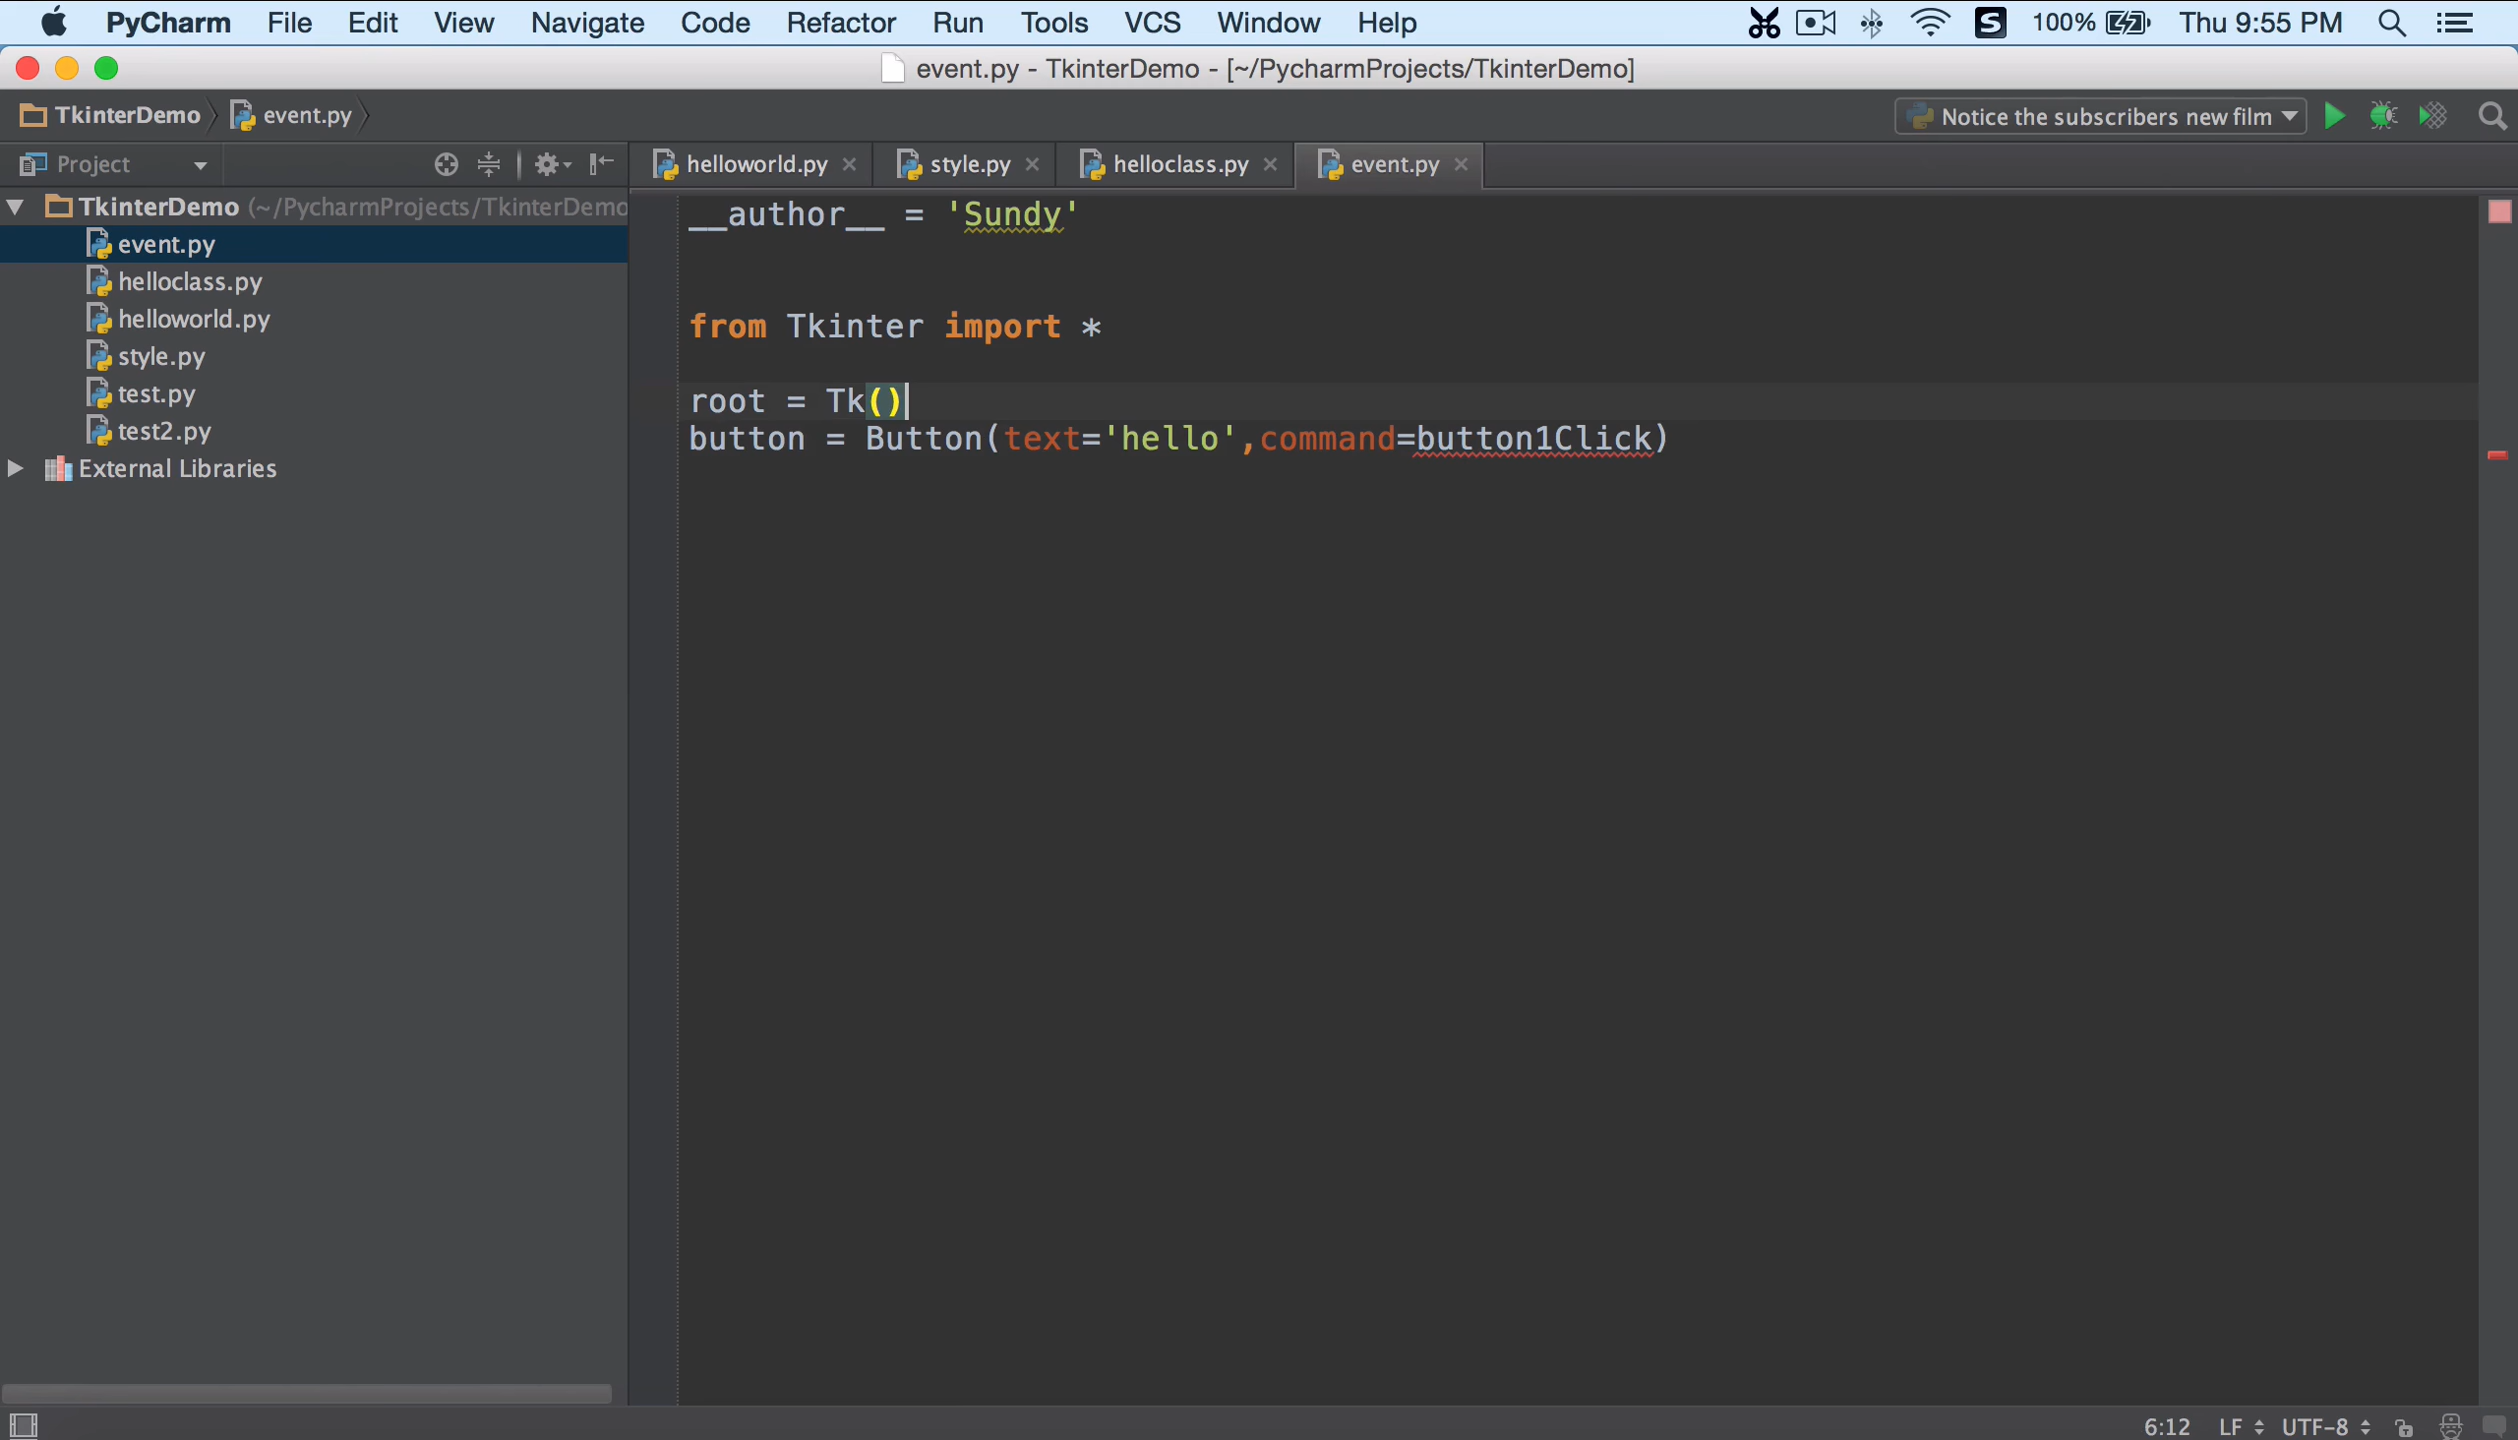 PyCharm File Edit View Navigate Code Refactor Run Tools VCS Window Help S 100% Thu 9:55 PM
event.py - TkinterDemo - [~/PycharmProjects/TkinterDemo]
TkinterDemo event.py Notice the subscribers new film
Project helloworld.py style.py helloclass.py event.py
TkinterDemo (~/PycharmProjects/TkinterDemo
event.py
helloclass.py
helloworld.py
style.py
test.py
test2.py
External Libraries
__author__ = 'Sundy'
from Tkinter import *
root = Tk()
button = Button(text='hello',command=button1Click)
6:12 LF UTF-8